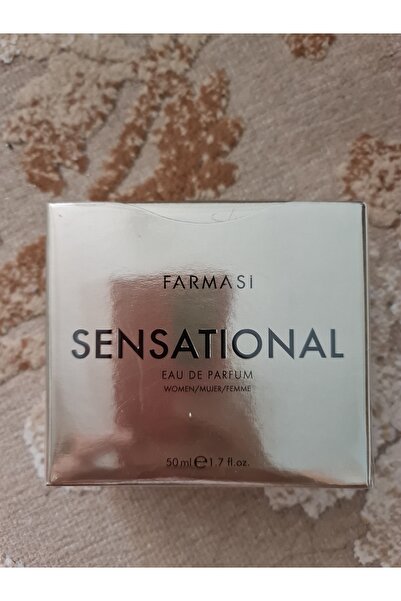 FARMASi
SENSATIONAL
EAU DE PARFUM
WOMEN/MUJER/FEMME
50 ml ℮ 1.7 fl.oz.